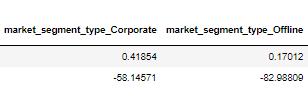 market_segment_type_Corporate market_segment_type_Offline
0.41854 0.17012
-58.14571 -82.98809